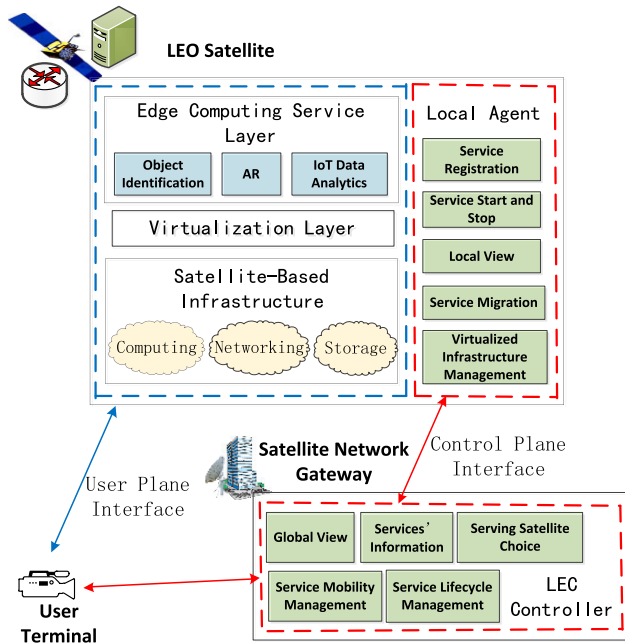 LEO Satellite
Edge Computing Service
Layer
Object
Identification
AR
IoT Data
Analytics
Virtualization Layer
Satellite-Based
Infrastructure
Computing
Networking
Storage
Local Agent
Service
Registration
Service Start and
Stop
Local View
Service Migration
Virtualized
Infrastructure
Management
User Plane
Interface
Control Plane
Interface
Satellite Network
Gateway
Global View
Services’
Information
Serving Satellite
Choice
Service Mobility
Management
Service Lifecycle
Management
LEC
Controller
User
Terminal